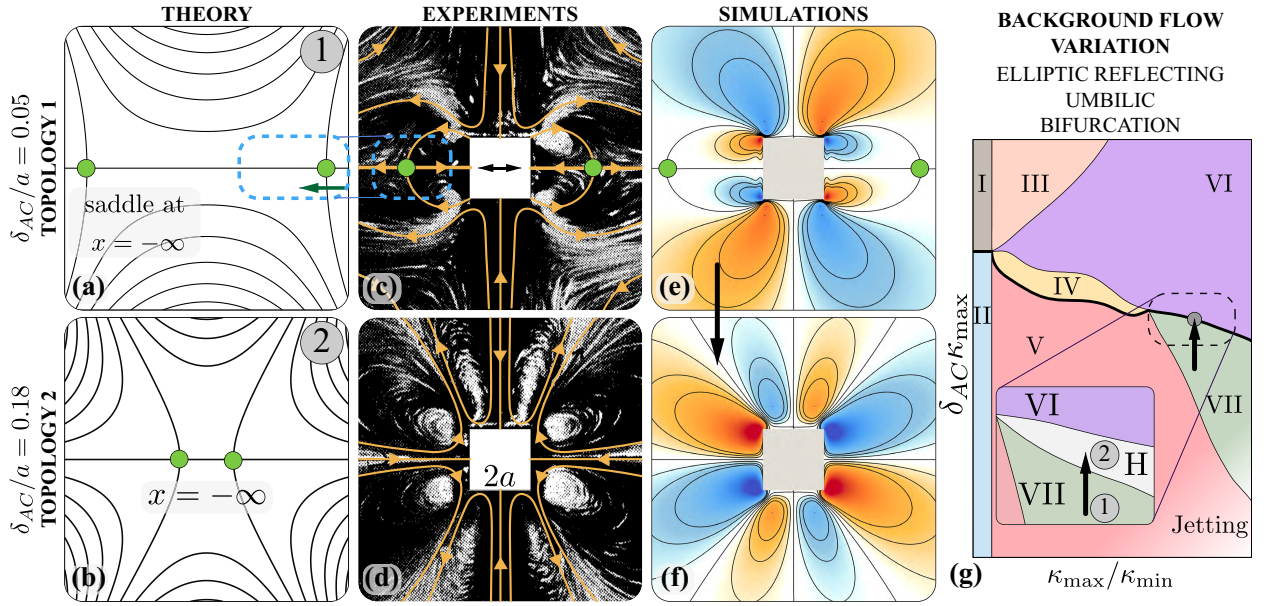 THEORY
EXPERIMENTS
SIMULATIONS
δ_AC/a = 0.05
TOPOLOGY 1
1
saddle at
x = −∞
(a)
(c)
(e)
δ_AC/a = 0.18
TOPOLOGY 2
2
x = −∞
(b)
2a
(d)
(f)
BACKGROUND FLOW
VARIATION
ELLIPTIC REFLECTING
UMBILIC
BIFURCATION
I
III
VI
IV
II
V
VII
VI
2
H
VII
1
Jetting
δ_AC κ_max
(g)
κ_max/κ_min